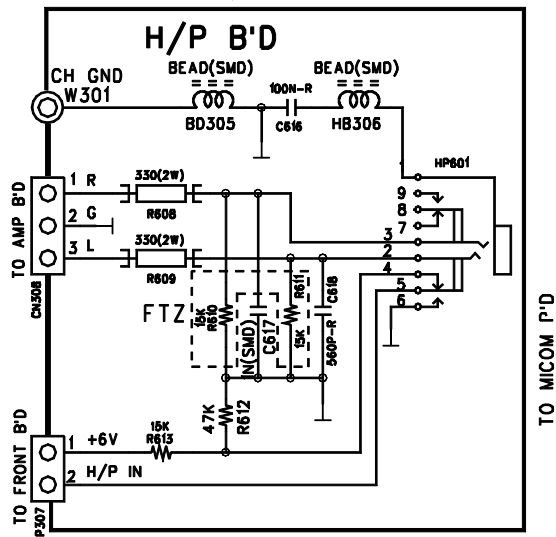 H/P B'D
BEAD(SMD)
BEAD(SMD)
CH GND
W301
100N-R
C616
BD305
HB306
HP601
1 R
330(2W)
R608
9
8
7
2 G
3
2
3 L
330(2W)
R609
4
5
6
TO AMP B'D
CN308
FTZ
15K
R610
1N(SMD)
C617
R611
15K
C618
560P-R
4.7K
R612
TO MICOM P'D
1 +6V
15K
R613
2 H/P IN
TO FRONT B'D
P307